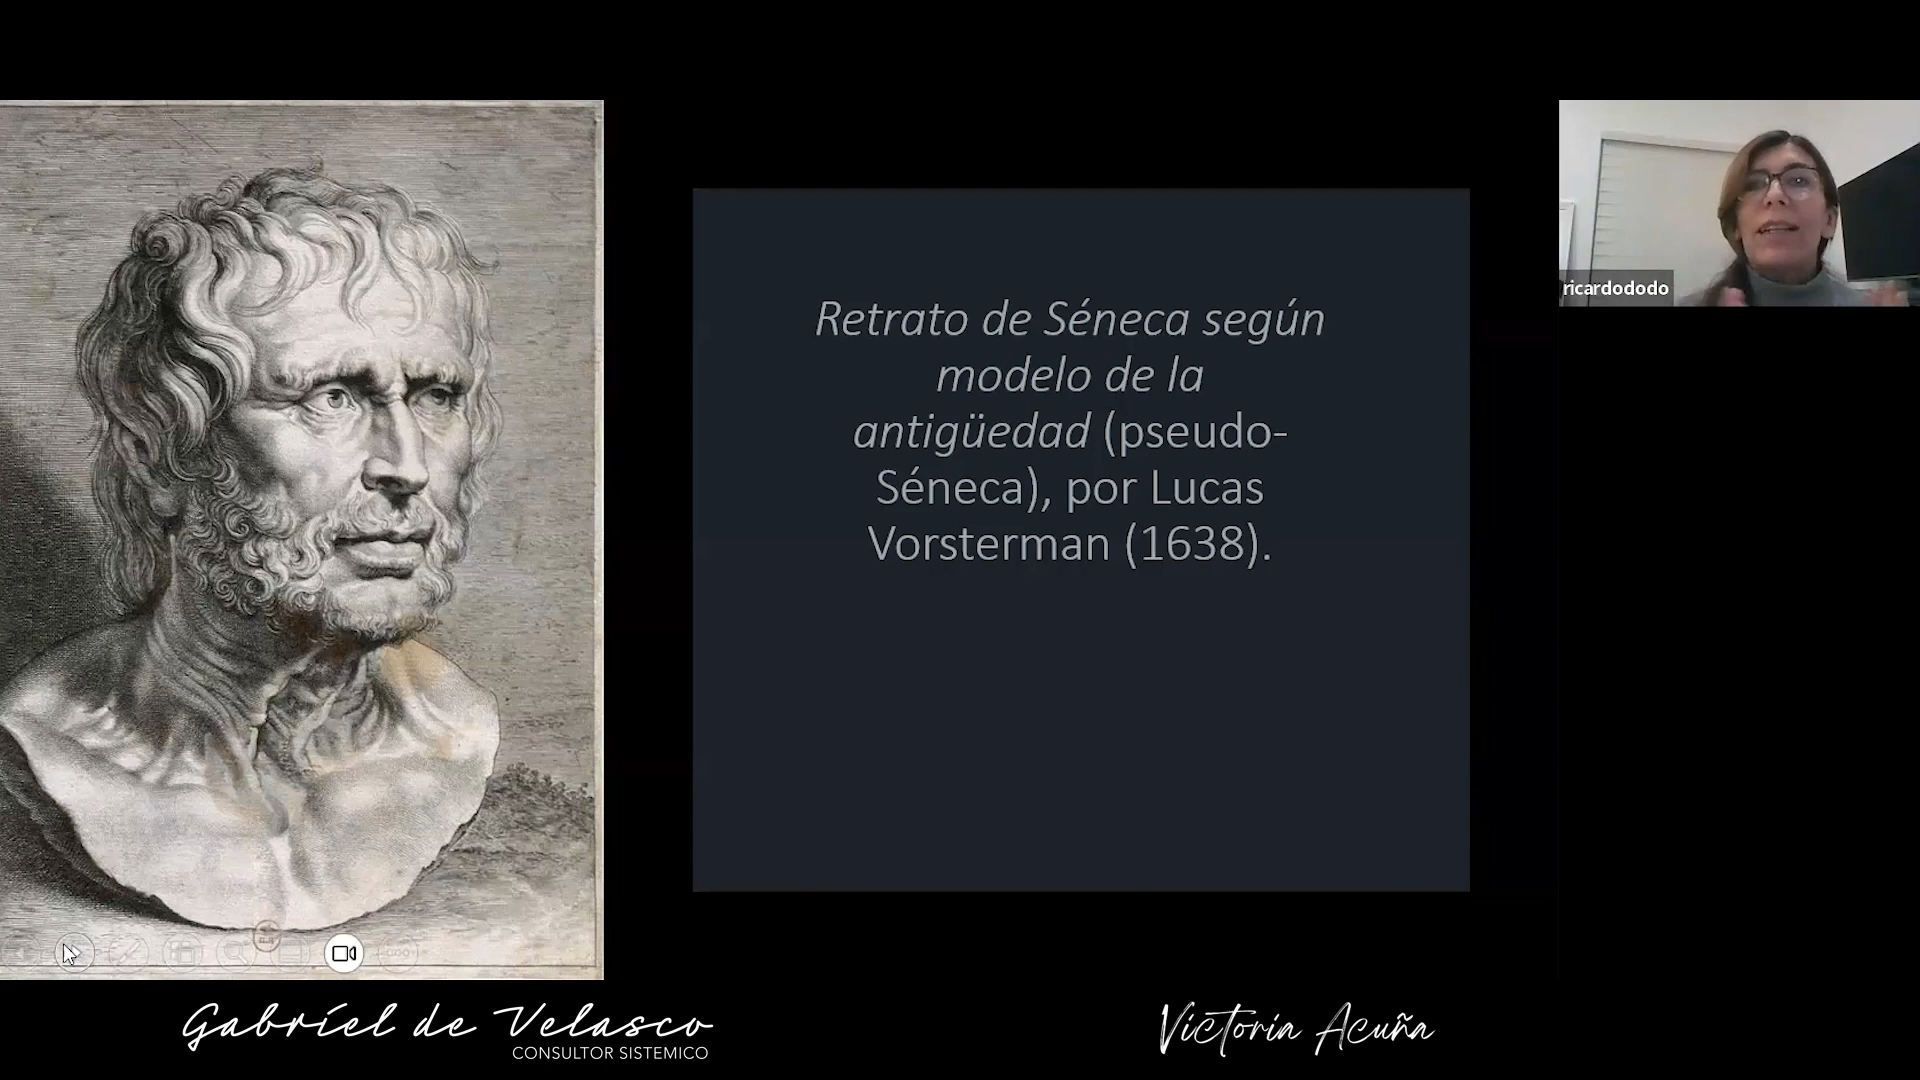 Retrato de Séneca según
modelo de la
antigüedad (pseudo-
Séneca), por Lucas
Vorsterman (1638).
ricardododo
Gabriel de Velasco
CONSULTOR SISTEMICO
Victoria Acuña